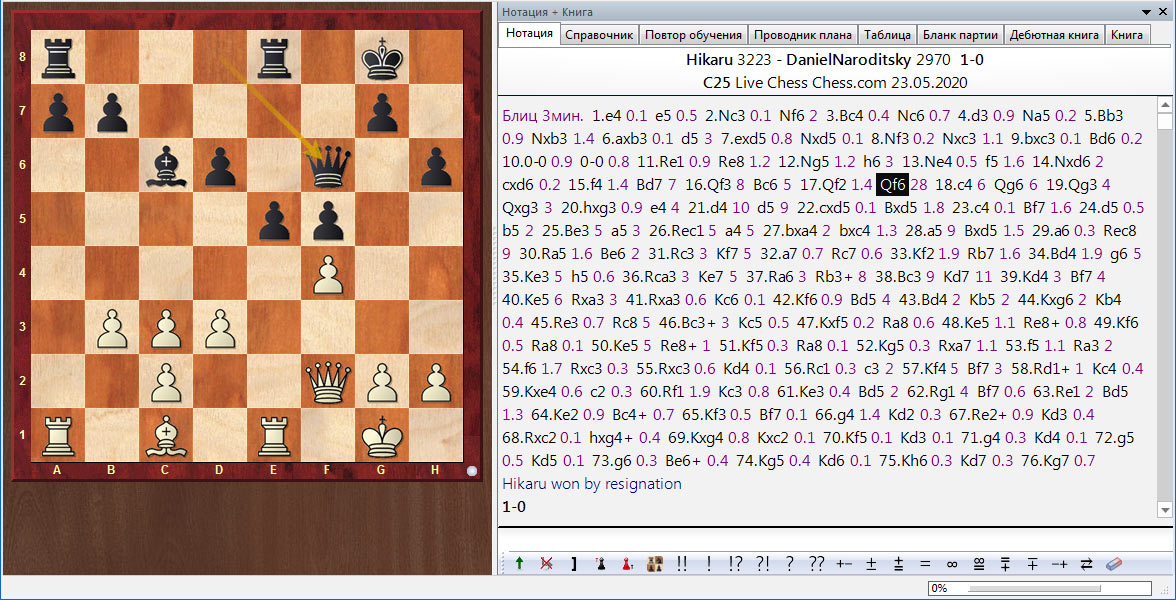 Нотация + Книга
Нотация Справочник Повтор обучения Проводник плана Таблица Бланк партии Дебютная книга Книга
Hikaru 3223 - DanielNaroditsky 2970 1-0
C25 Live Chess Chess.com 23.05.2020
Блиц 3мин. 1.e4 0.1 e5 0.5 2.Nc3 0.1 Nf6 2 3.Bc4 0.4 Nc6 0.7 4.d3 0.9 Na5 0.2 5.Bb3
0.9 Nxb3 1.4 6.axb3 0.1 d5 3 7.exd5 0.8 Nxd5 0.1 8.Nf3 0.2 Nxc3 1.1 9.bxc3 0.1 Bd6 0.2
10.0-0 0.9 0-0 0.8 11.Re1 0.9 Re8 1.2 12.Ng5 1.2 h6 3 13.Ne4 0.5 f5 1.6 14.Nxd6 2
cxd6 0.2 15.f4 1.4 Bd7 7 16.Qf3 8 Bc6 5 17.Qf2 1.4 Qf6 28 18.c4 6 Qg6 6 19.Qg3 4
Qxg3 3 20.hxg3 0.9 e4 4 21.d4 10 d5 9 22.cxd5 0.1 Bxd5 1.8 23.c4 0.1 Bf7 1.6 24.d5 0.5
b5 2 25.Be3 5 a5 3 26.Rec1 5 a4 5 27.bxa4 2 bxc4 1.3 28.a5 9 Bxd5 1.5 29.a6 0.3 Rec8
9 30.Ra5 1.6 Be6 2 31.Rc3 3 Kf7 5 32.a7 0.7 Rc7 0.6 33.Kf2 1.9 Rb7 1.6 34.Bd4 1.9 g6 5
35.Ke3 5 h5 0.6 36.Rca3 3 Ke7 5 37.Ra6 3 Rb3+ 8 38.Bc3 9 Kd7 11 39.Kd4 3 Bf7 4
40.Ke5 6 Rxa3 3 41.Rxa3 0.6 Kc6 0.1 42.Kf6 0.9 Bd5 4 43.Bd4 2 Kb5 2 44.Kxg6 2 Kb4
0.4 45.Re3 0.7 Rc8 5 46.Bc3+ 3 Kc5 0.5 47.Kxf5 0.2 Ra8 0.6 48.Ke5 1.1 Re8+ 0.8 49.Kf6
0.5 Ra8 0.1 50.Ke5 5 Re8+ 1 51.Kf5 0.3 Ra8 0.1 52.Kg5 0.3 Rxa7 1.1 53.f5 1.1 Ra3 2
54.f6 1.7 Rxc3 0.3 55.Rxc3 0.6 Kd4 0.1 56.Rc1 0.3 c3 2 57.Kf4 5 Bf7 3 58.Rd1+ 1 Kc4 0.4
59.Kxe4 0.6 c2 0.3 60.Rf1 1.9 Kc3 0.8 61.Ke3 0.4 Bd5 2 62.Rg1 4 Bf7 0.6 63.Re1 2 Bd5
1.3 64.Ke2 0.9 Bc4+ 0.7 65.Kf3 0.5 Bf7 0.1 66.g4 1.4 Kd2 0.3 67.Re2+ 0.9 Kd3 0.4
68.Rxc2 0.1 hxg4+ 0.4 69.Kxg4 0.8 Kxc2 0.1 70.Kf5 0.1 Kd3 0.1 71.g4 0.3 Kd4 0.1 72.g5
0.5 Kd5 0.1 73.g6 0.3 Be6+ 0.4 74.Kg5 0.4 Kd6 0.1 75.Kh6 0.3 Kd7 0.3 76.Kg7 0.7
Hikaru won by resignation
1-0
8
7
6
5
4
3
2
1
A B C D E F G H
] !! ! !? ?! ? ?? +− ± ⩲ = ∞ =∞ ⩱ ∓ −+ ⇄
0%